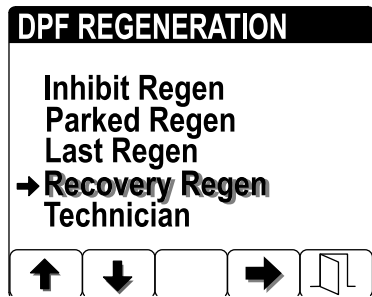 DPF REGENERATION
Inhibit Regen
Parked Regen
Last Regen
Recovery Regen
Technician